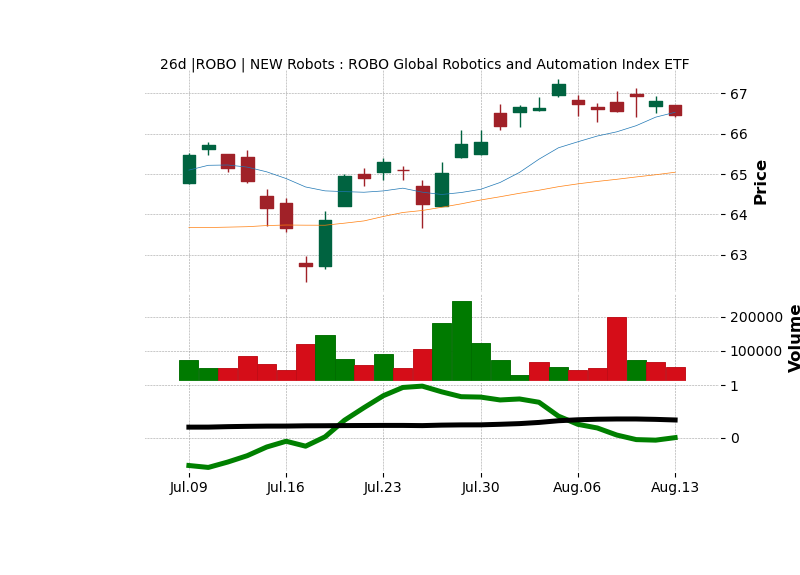 26d |ROBO | NEW Robots : ROBO Global Robotics and Automation Index ETF
67
66
65
64
63
Price
200000
100000
Volume
1
0
Jul.09 Jul.16 Jul.23 Jul.30 Aug.06 Aug.13